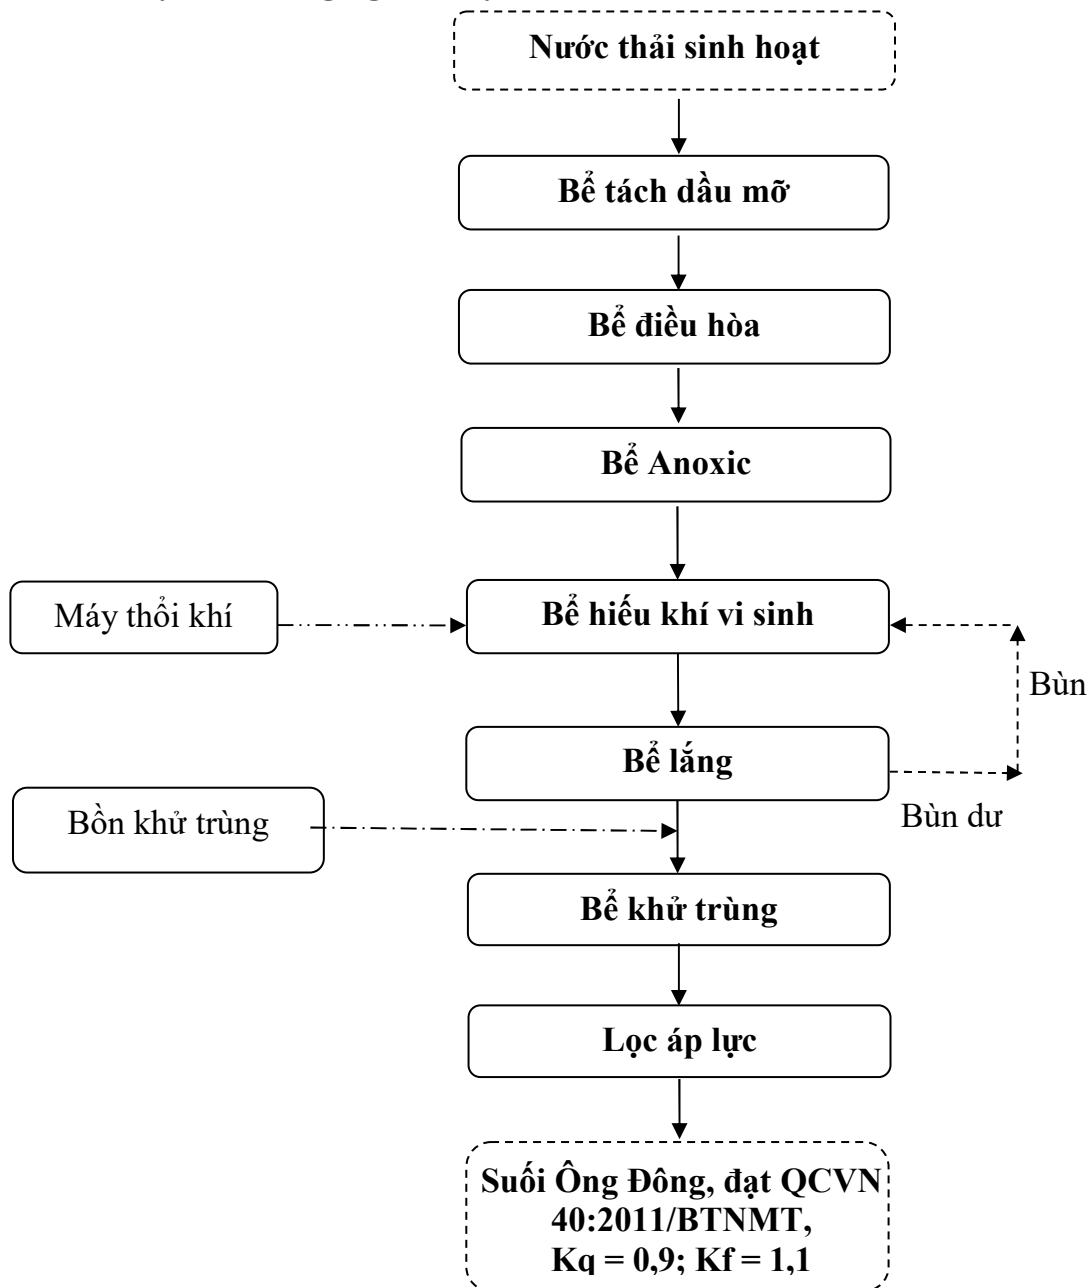 Nước thải sinh hoạt
Bể tách dầu mỡ
Bể điều hòa
Bể Anoxic
Máy thổi khí
Bể hiếu khí vi sinh
Bùn
Bể lắng
Bùn dư
Bồn khử trùng
Bể khử trùng
Lọc áp lực
Suối Ông Đông, đạt QCVN
40:2011/BTNMT,
Kq = 0,9; Kf = 1,1